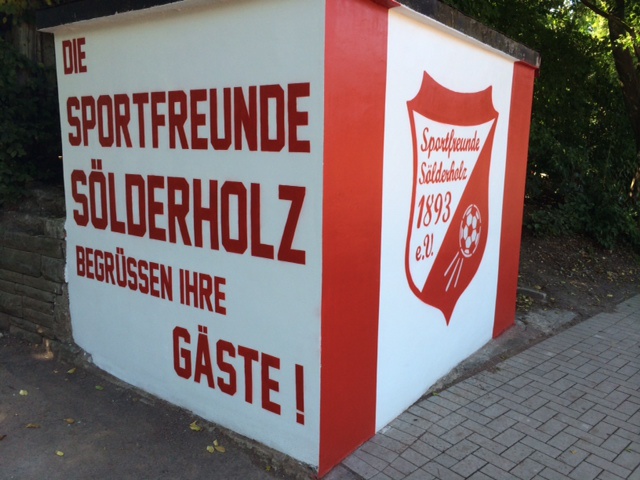 DIE
SPORTFREUNDE
SÖLDERHOLZ
BEGRÜSSEN IHRE
GÄSTE !
Sportfreunde
Sölderholz
1893
e.V.